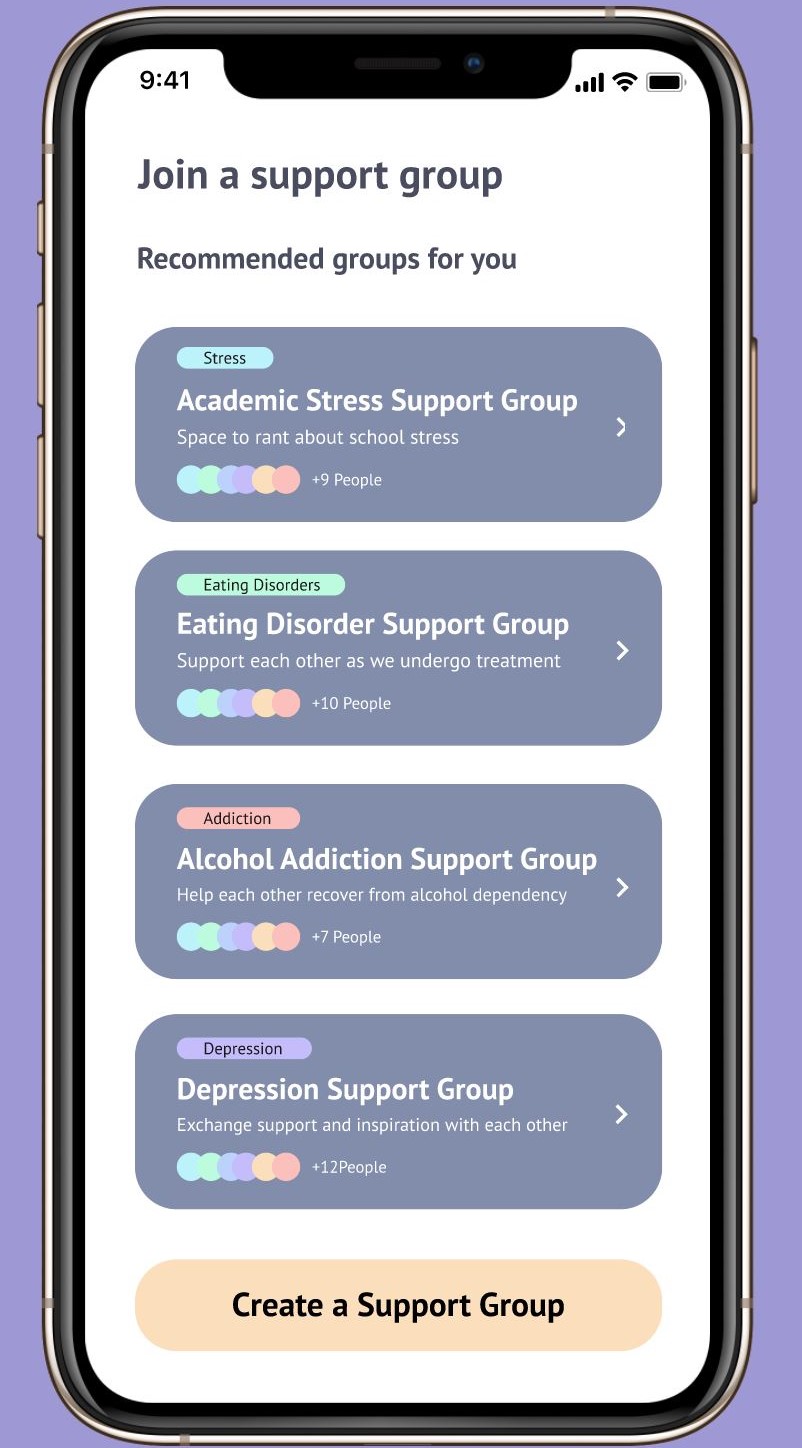 9:41
Join a support group
Recommended groups for you
Stress
Academic Stress Support Group
Space to rant about school stress
+9 People
Eating Disorders
Eating Disorder Support Group
Support each other as we undergo treatment
+10 People
Addiction
Alcohol Addiction Support Group
Help each other recover from alcohol dependency
+7 People
Depression
Depression Support Group
Exchange support and inspiration with each other
+12People
Create a Support Group